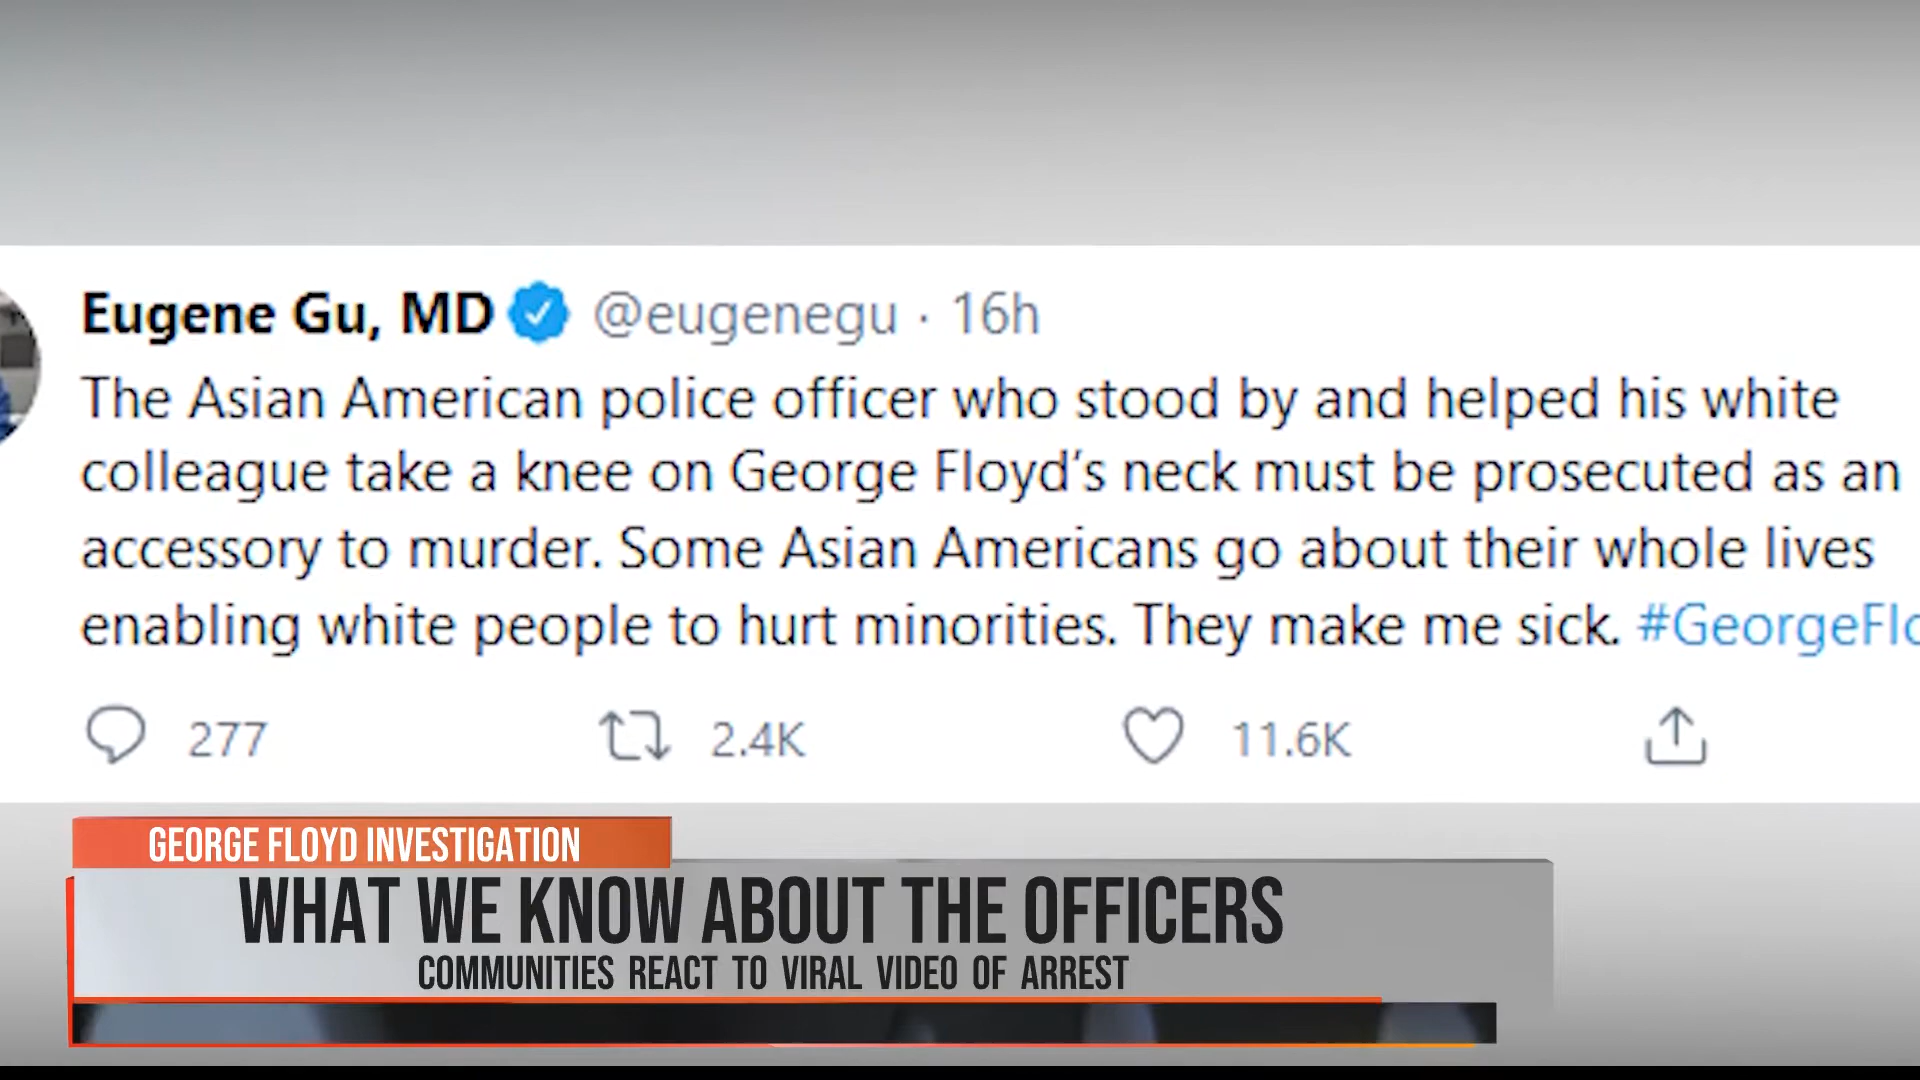 Eugene Gu, MD @eugenegu · 16h
The Asian American police officer who stood by and helped his white
colleague take a knee on George Floyd's neck must be prosecuted as an
accessory to murder. Some Asian Americans go about their whole lives
enabling white people to hurt minorities. They make me sick. #GeorgeFlo
277 2.4K 11.6K
GEORGE FLOYD INVESTIGATION
WHAT WE KNOW ABOUT THE OFFICERS
COMMUNITIES REACT TO VIRAL VIDEO OF ARREST